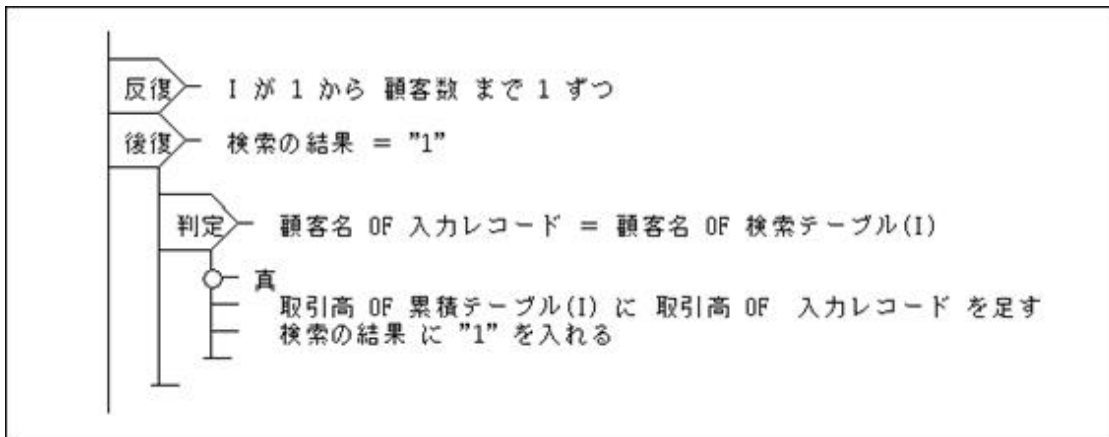 反復 I が 1 から 顧客数 まで 1 ずつ
後復 検索の結果 = ”1”
判定 顧客名 OF 入力レコード = 顧客名 OF 検索テーブル(I)
真
取引高 OF 累積テーブル(I) に 取引高 OF 入力レコード を足す
検索の結果 に ”1” を入れる